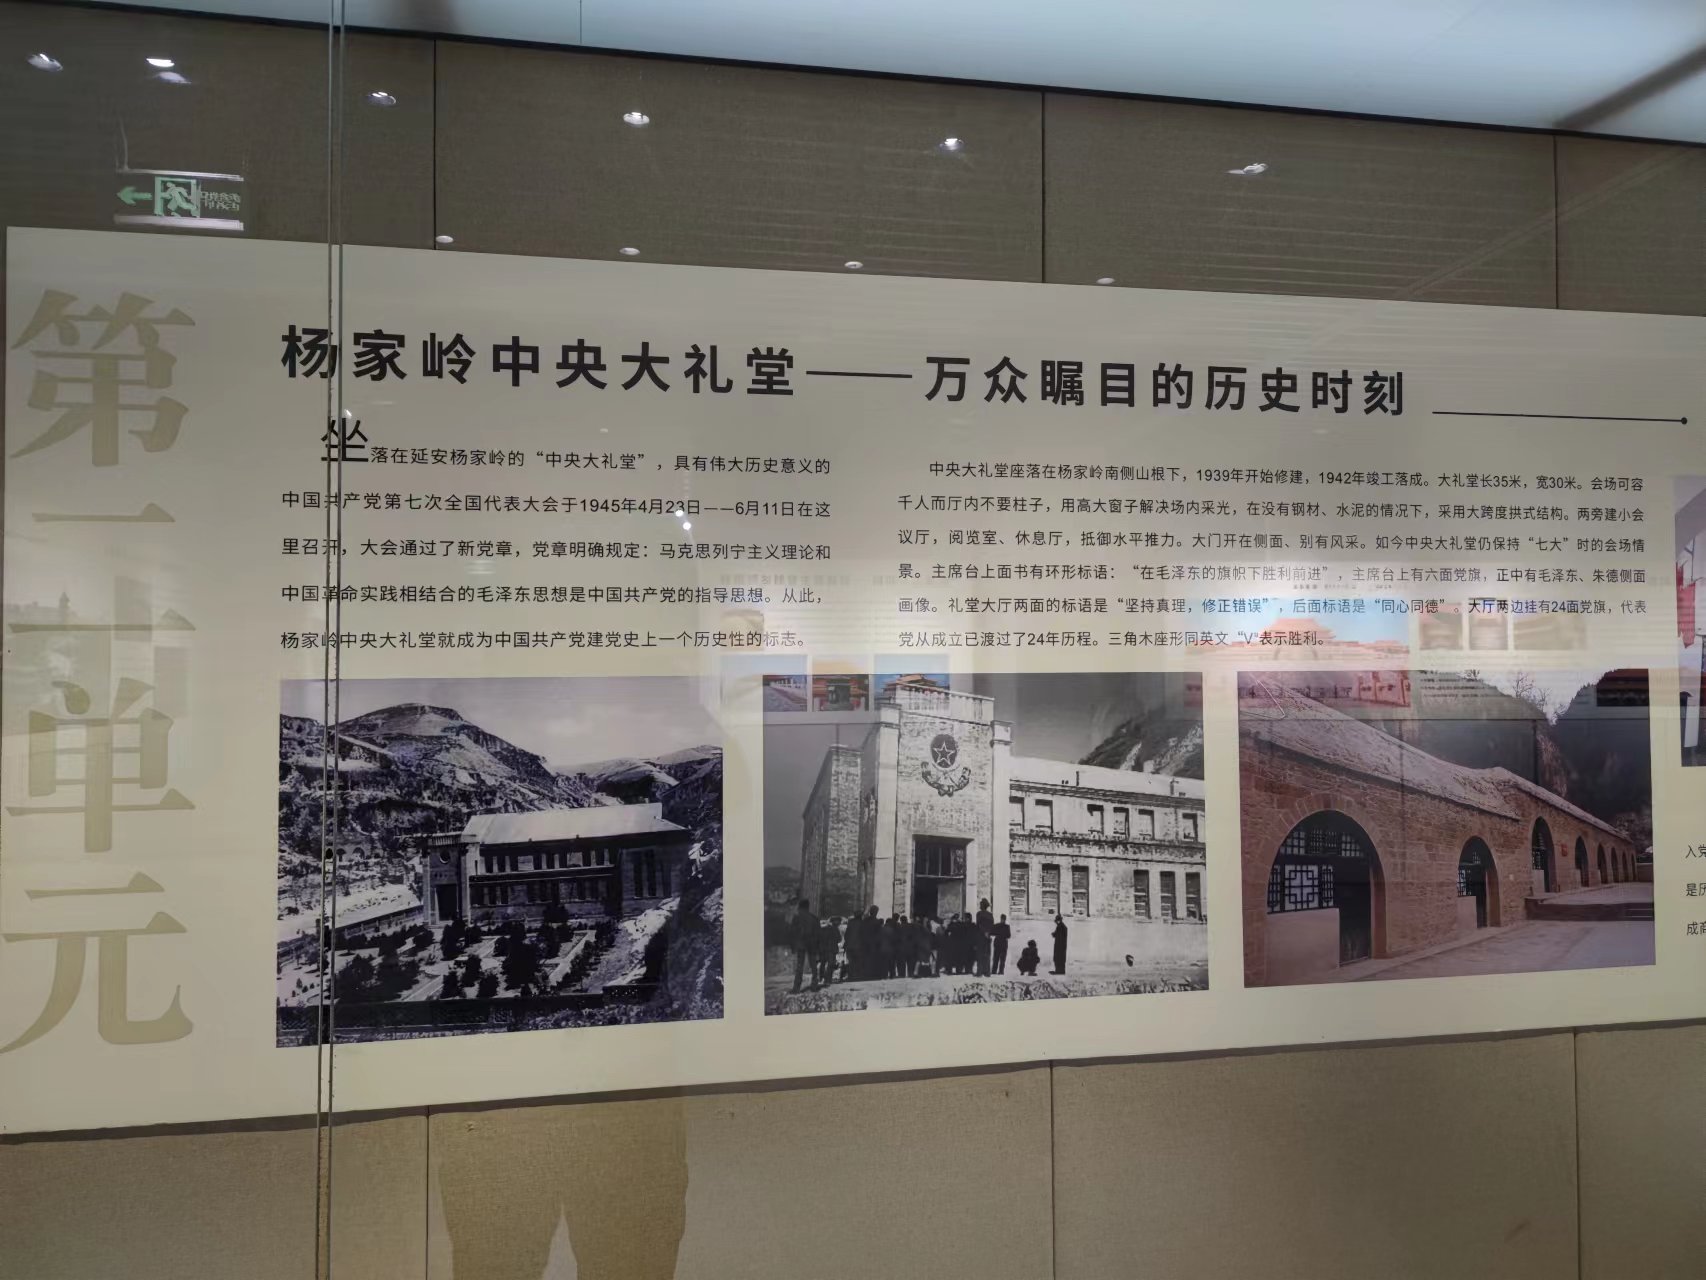 第二单元
杨家岭中央大礼堂——万众瞩目的历史时刻
坐落在延安杨家岭的“中央大礼堂”，具有伟大历史意义的
中国共产党第七次全国代表大会于1945年4月23日——6月11日在这
里召开，大会通过了新党章，党章明确规定：马克思列宁主义理论和
中国革命实践相结合的毛泽东思想是中国共产党的指导思想。从此，
杨家岭中央大礼堂就成为中国共产党建党史上一个历史性的标志。
中央大礼堂座落在杨家岭南侧山根下，1939年开始修建，1942年竣工落成。大礼堂长35米，宽30米。会场可容
千人而厅内不要柱子，用高大窗子解决场内采光，在没有钢材、水泥的情况下，采用大跨度拱式结构。两旁建小会
议厅，阅览室、休息厅，抵御水平推力。大门开在侧面、别有风采。如今中央大礼堂仍保持“七大”时的会场情
景。主席台上面书有环形标语：“在毛泽东的旗帜下胜利前进”，主席台上有六面党旗，正中有毛泽东、朱德侧面
画像。礼堂大厅两面的标语是“坚持真理，修正错误”，后面标语是“同心同德”。大厅两边挂有24面党旗，代表
党从成立已渡过了24年历程。三角木座形同英文“V"表示胜利。
入党
是历
成